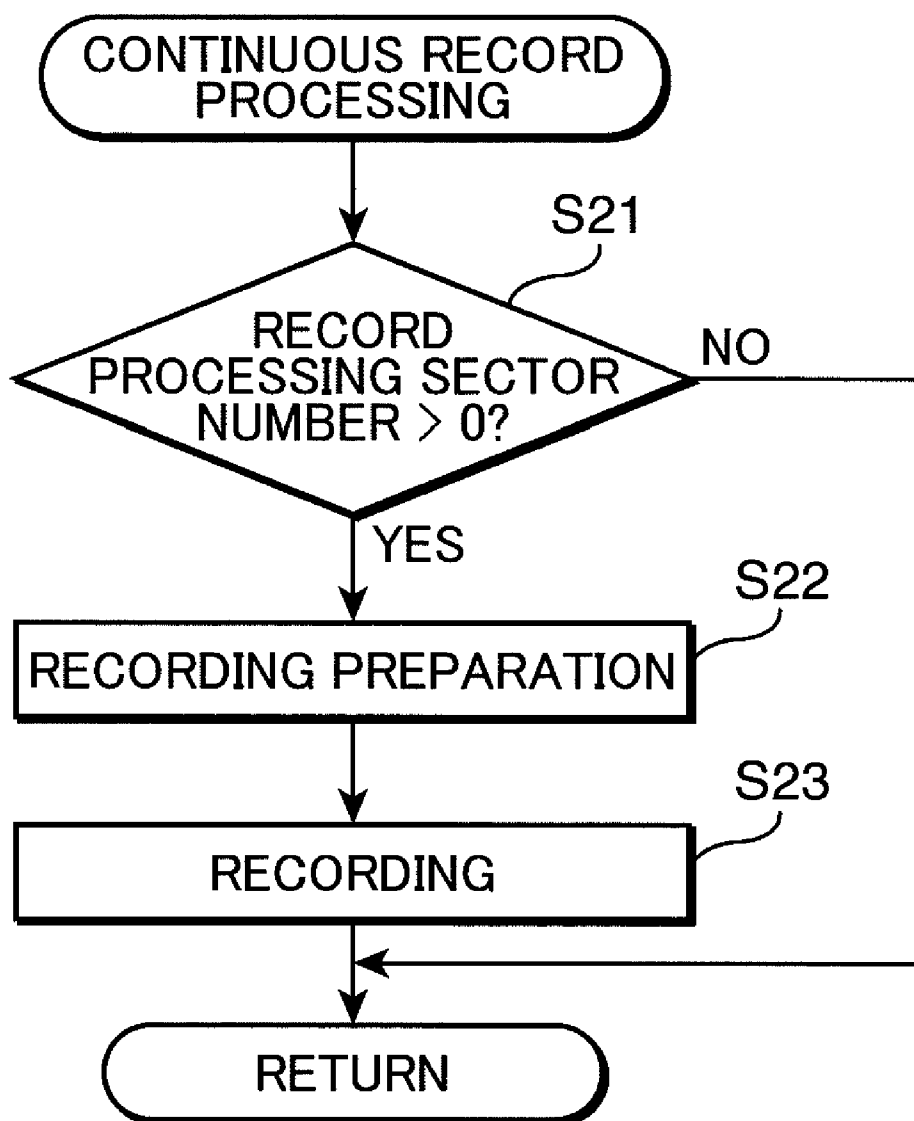 CONTINUOUS RECORD
PROCESSING
S21
RECORD
PROCESSING SECTOR
NUMBER > 0?
NO
YES
S22
RECORDING PREPARATION
S23
RECORDING
RETURN